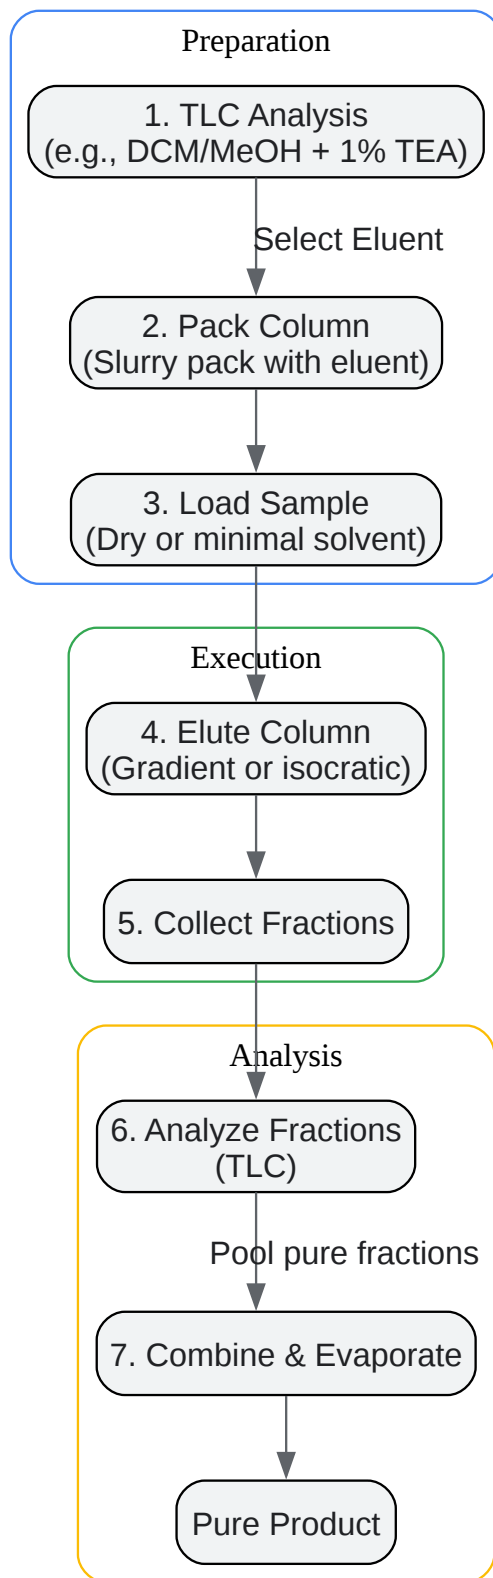 Preparation
1. TLC Analysis
(e.g., DCM/MeOH + 1% TEA)
Select Eluent
2. Pack Column
(Slurry pack with eluent)
3. Load Sample
(Dry or minimal solvent)
Execution
4. Elute Column
(Gradient or isocratic)
5. Collect Fractions
Analysis
6. Analyze Fractions
(TLC)
Pool pure fractions
7. Combine & Evaporate
Pure Product